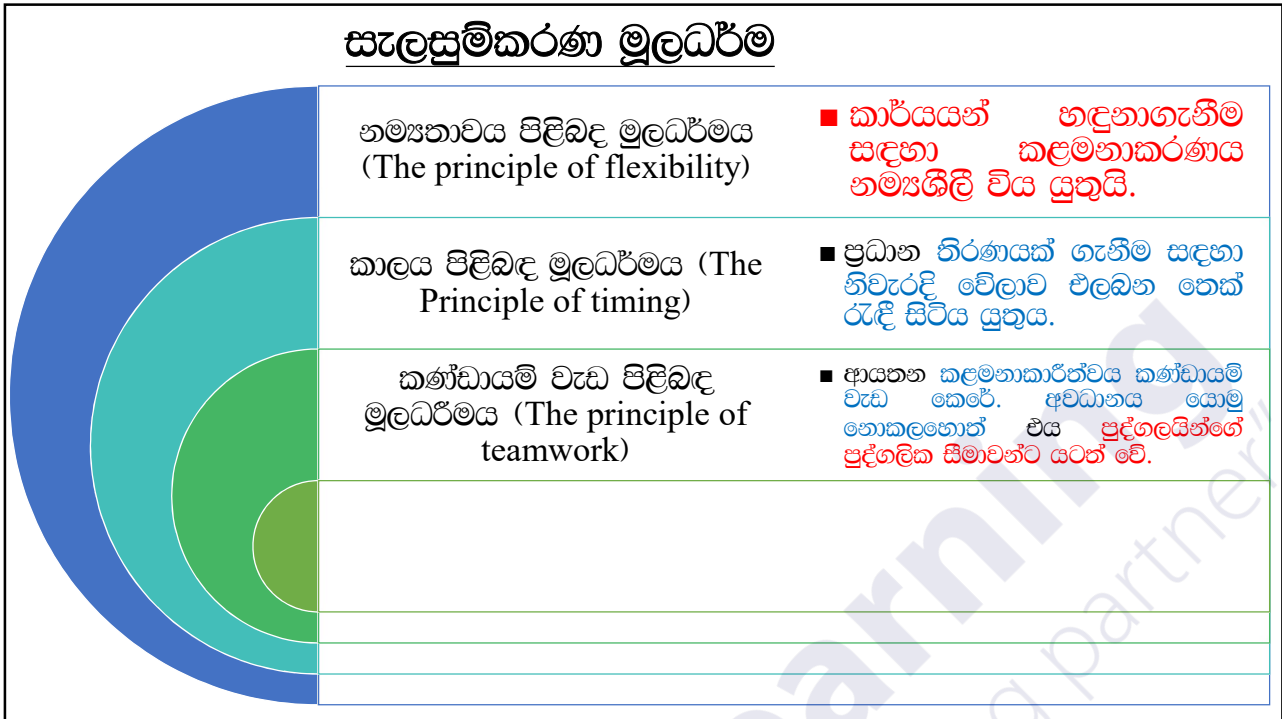 සැලසුම්කරණ මූලධර්ම
නම්‍යතාවය පිළිබද මුලධර්මය
(The principle of flexibility)
■ කාර්යයන් හඳුනාගැනීම
සඳහා කළමනාකරණය
නම්‍යශීලී විය යුතුයි.
කාලය පිළිබඳ මූලධර්මය (The
Principle of timing)
■ ප්‍රධාන තිරණයක් ගැනීම සඳහා
නිවැරදි වේලාව එලබන තෙක්
රැඳී සිටිය යුතුය.
කණ්ඩායම් වැඩ පිළිබඳ
මූලධරීමය (The principle of
teamwork)
■ ආයතන කළමනාකාරීත්වය කණ්ඩායම්
වැඩ කෙරේ. අවධානය යොමු
නොකලහොත් එය පුද්ගලයින්ගේ
පුද්ගලික සීමාවන්ට යටත් වේ.
arning
g partner"